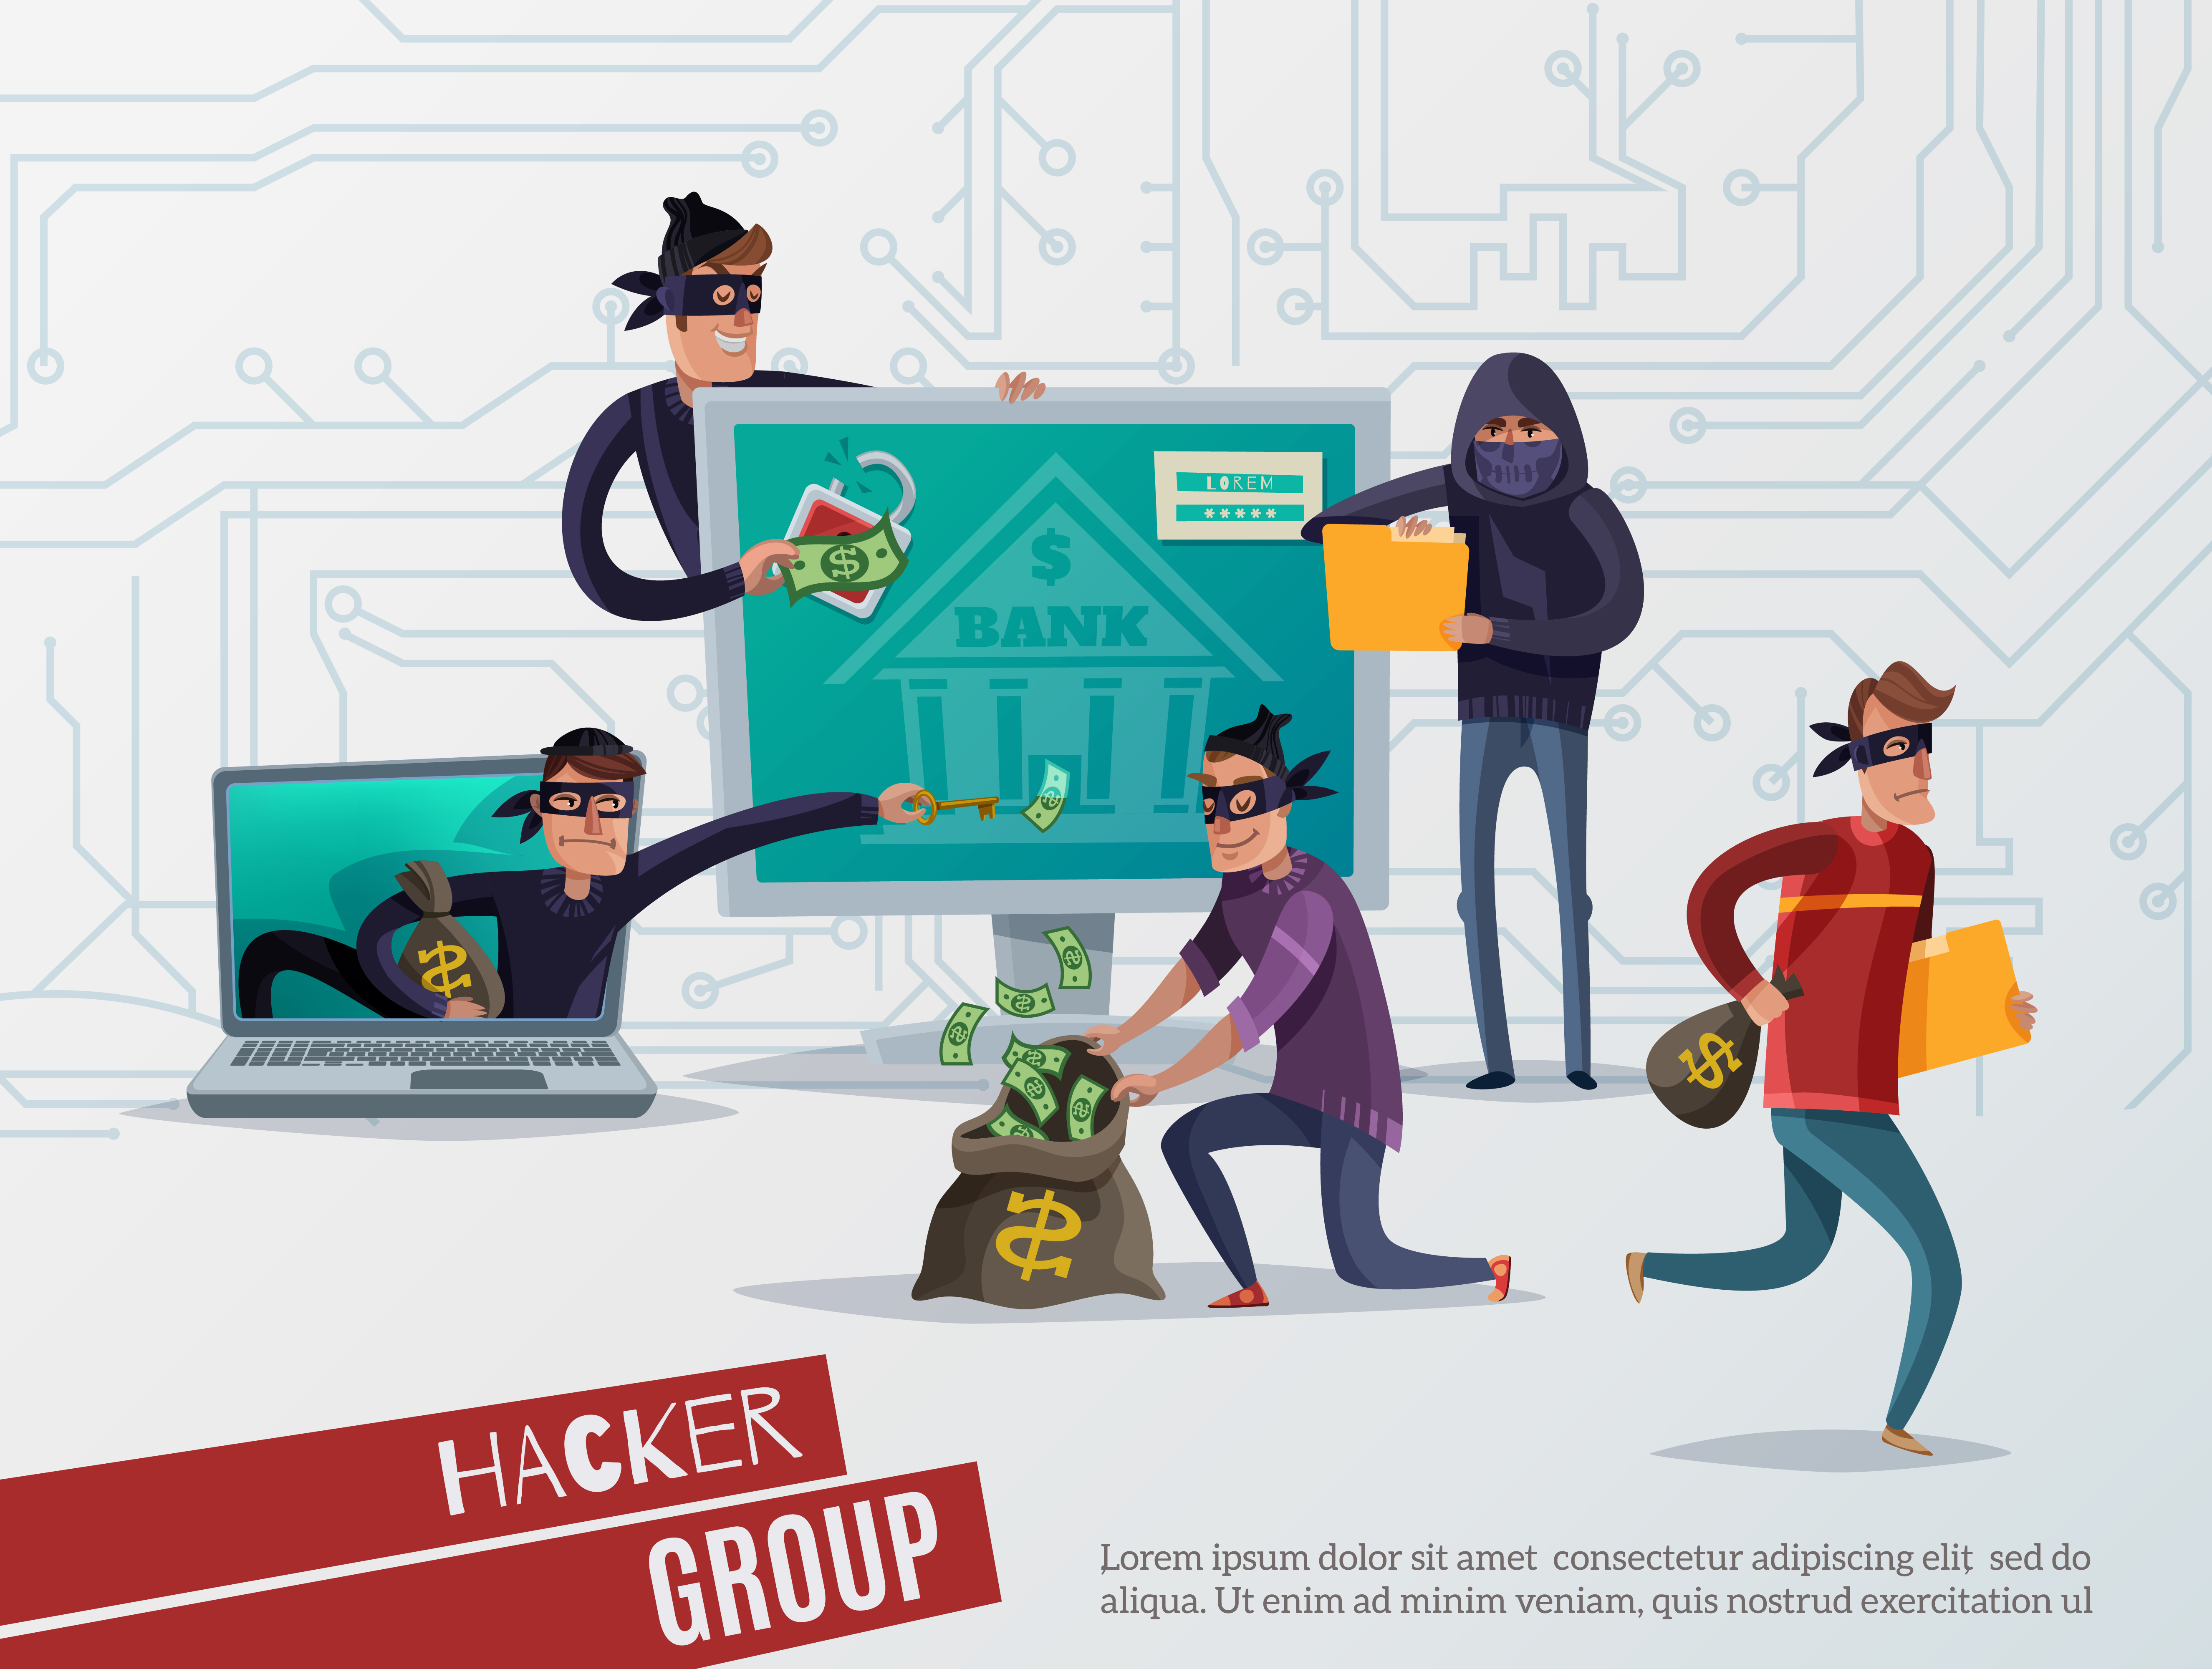 LOREM
*****
$
BANK
$
$
$
$
HACKER
GROUP
Lorem ipsum dolor sit amet consectetur adipiscing elit, sed do
aliqua. Ut enim ad minim veniam, quis nostrud exercitation ul